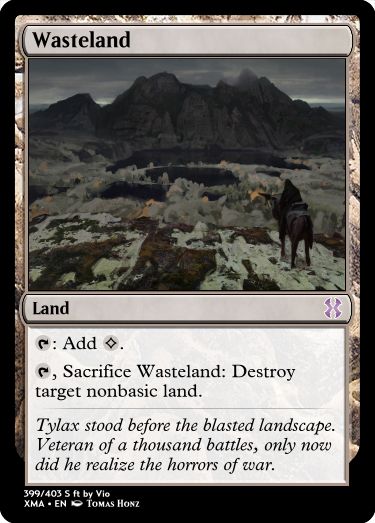 Wasteland
Land
: Add .
, Sacrifice Wasteland: Destroy
target nonbasic land.
Tylax stood before the blasted landscape.
Veteran of a thousand battles, only now
did he realize the horrors of war.
399/403 S ft by Vio
XMA • EN Tomas Honz